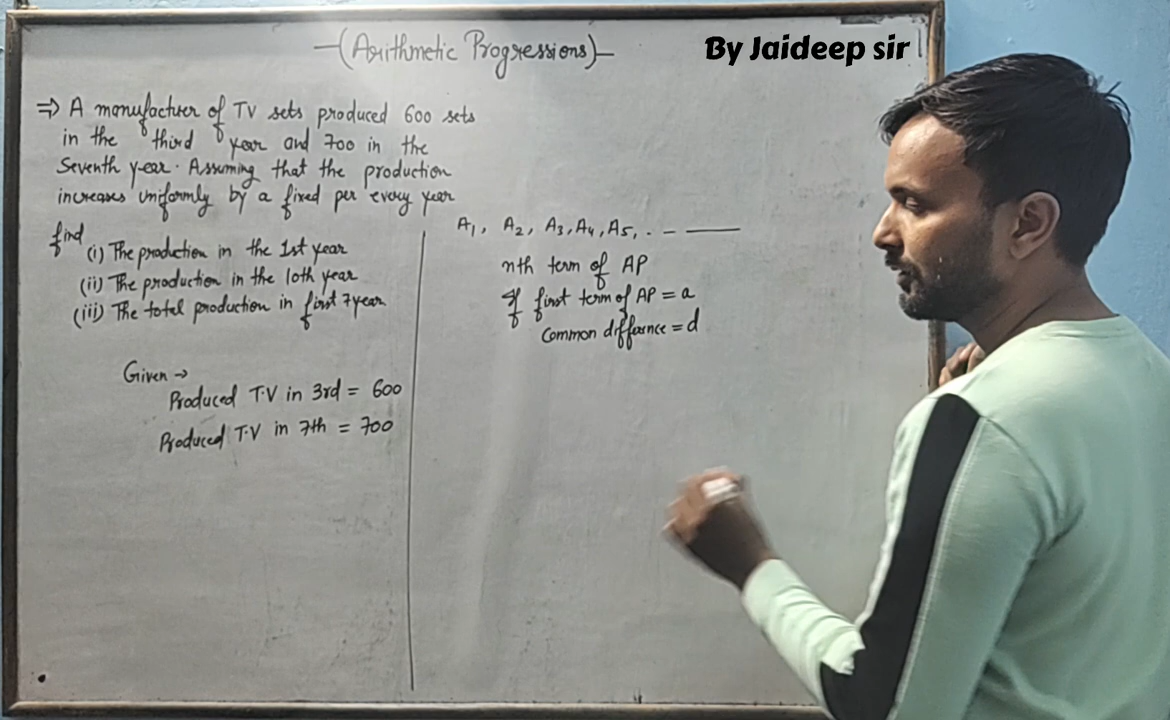 (Arithmetic Progressions)
By Jaideep sir
⇒ A manufactuer of TV sets produced 600 sets
in the third year and 700 in the
Seventh year. Assuming that the production
increases uniformly by a fixed per every year
find
(i) The production in the 1st year
(ii) The production in the 10th year
(iii) The total production in first 7 year
Given →
Produced T.V in 3rd = 600
Produced T.V in 7th = 700
A1, A2, A3, A4, A5, . – ——
nth term of AP
If first term of AP = a
Common difference = d